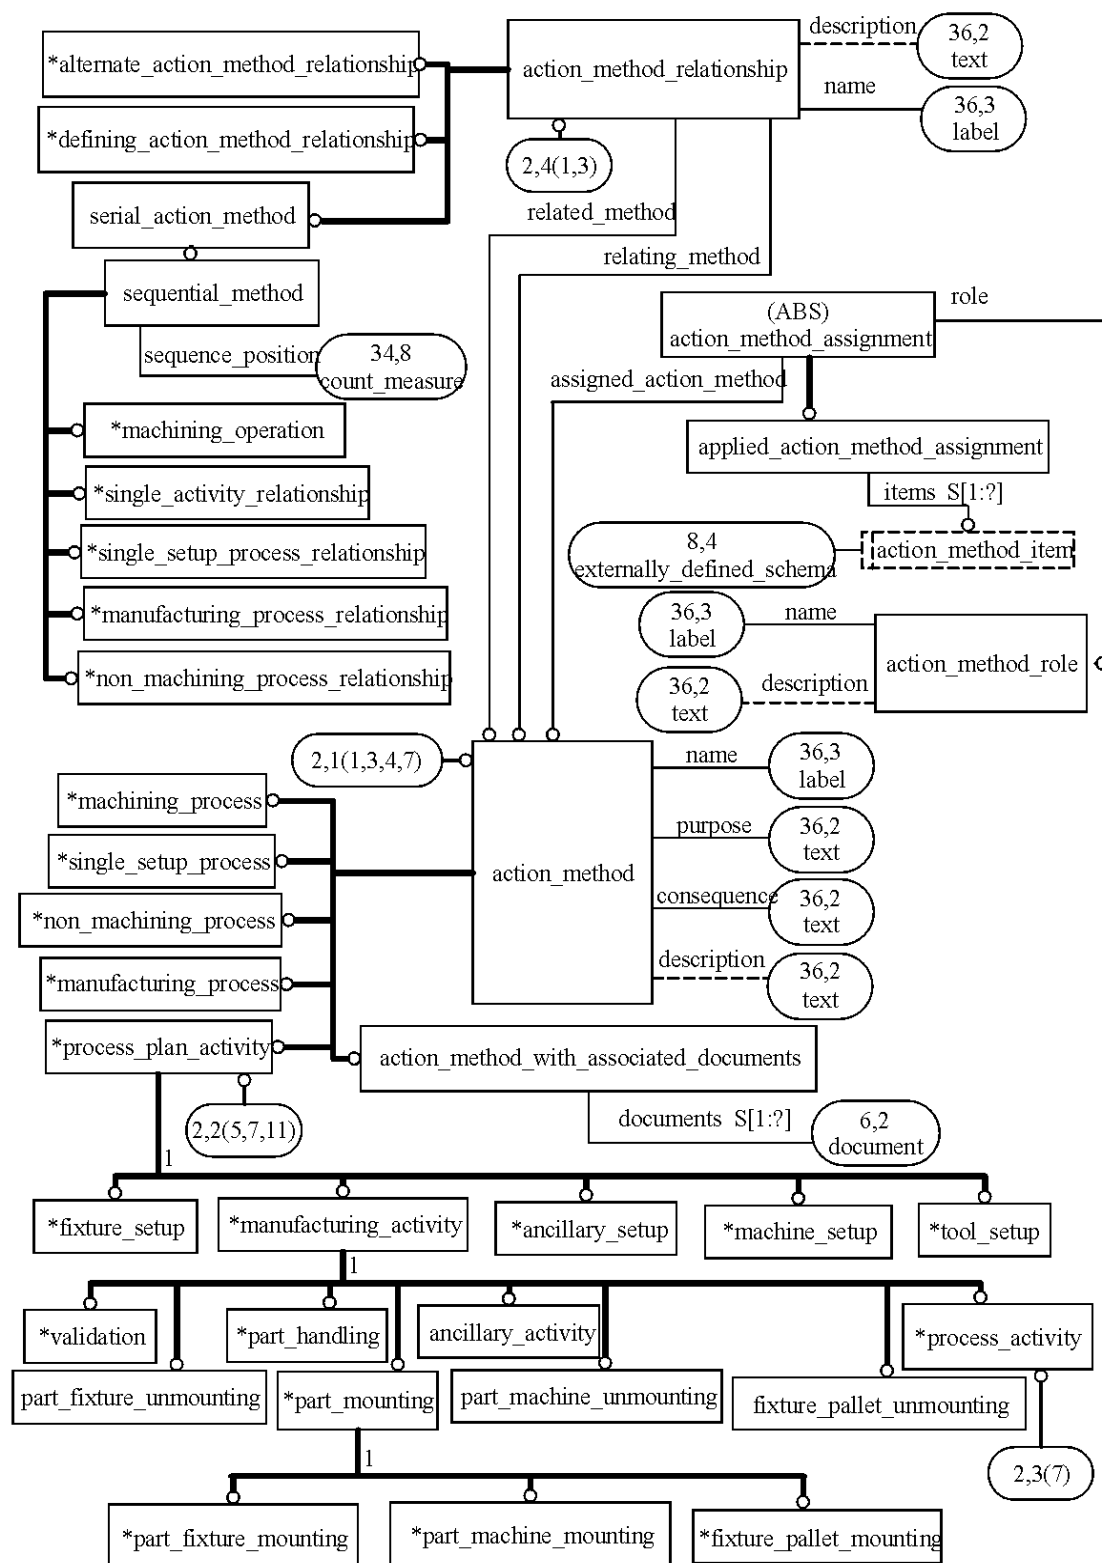 description
36,2
text
*alternate_action_method_relationship
action_method_relationship
name
36,3
label
*defining_action_method_relationship
2,4(1,3)
serial_action_method
related_method
relating_method
sequential_method
(ABS)
action_method_assignment
role
sequence_position
34,8
count_measure
assigned_action_method
*machining_operation
applied_action_method_assignment
*single_activity_relationship
items S[1:?]
*single_setup_process_relationship
8,4
externally_defined_schema
action_method_item
*manufacturing_process_relationship
36,3
label
name
*non_machining_process_relationship
action_method_role
36,2
text
description
2,1(1,3,4,7)
name
36,3
label
*machining_process
purpose
36,2
text
*single_setup_process
action_method
consequence
36,2
text
*non_machining_process
description
36,2
text
*manufacturing_process
*process_plan_activity
action_method_with_associated_documents
2,2(5,7,11)
documents S[1:?]
6,2
document
1
*fixture_setup
*manufacturing_activity
*ancillary_setup
*machine_setup
*tool_setup
1
*validation
*part_handling
ancillary_activity
*process_activity
part_fixture_unmounting
*part_mounting
part_machine_unmounting
fixture_pallet_unmounting
1
2,3(7)
*part_fixture_mounting
*part_machine_mounting
*fixture_pallet_mounting